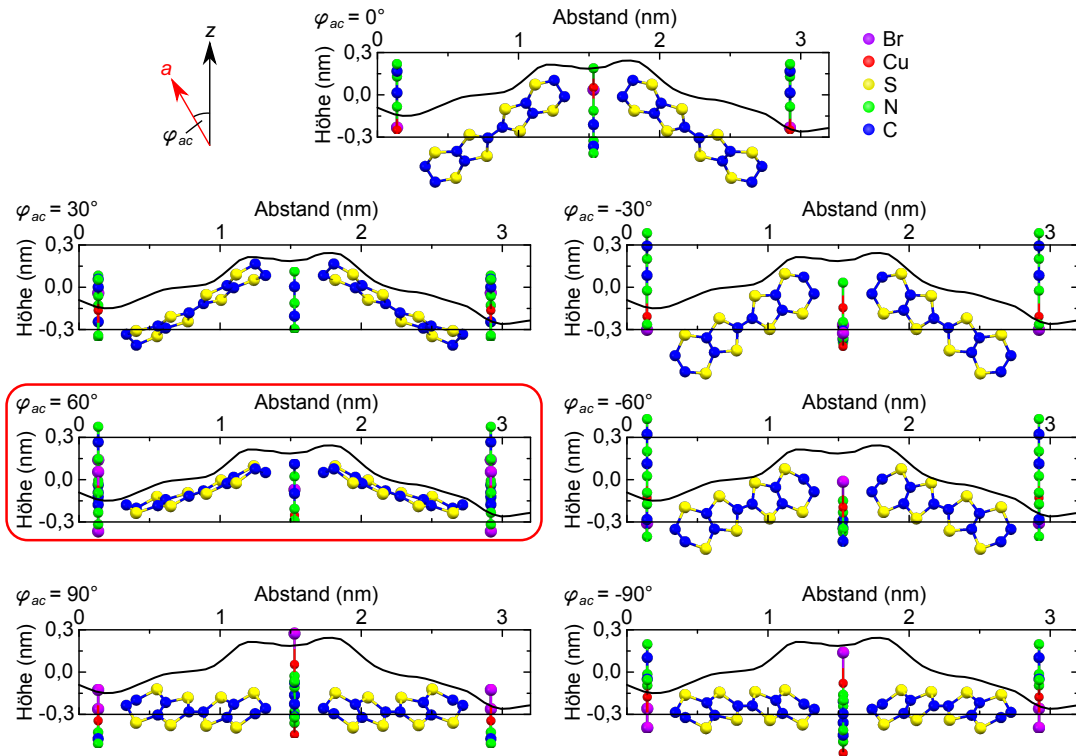 φac = 0° Abstand (nm)
0 1 2 3
z
a
φac
Höhe (nm)
0,3
0,0
-0,3
Br
Cu
S
N
C
φac = 30° Abstand (nm)
0 1 2 3
Höhe (nm)
0,3
0,0
-0,3
φac = -30° Abstand (nm)
0 1 2 3
Höhe (nm)
0,3
0,0
-0,3
φac = 60° Abstand (nm)
0 1 2 3
Höhe (nm)
0,3
0,0
-0,3
φac = -60° Abstand (nm)
0 1 2 3
Höhe (nm)
0,3
0,0
-0,3
φac = 90° Abstand (nm)
0 1 2 3
Höhe (nm)
0,3
0,0
-0,3
φac = -90° Abstand (nm)
0 1 2 3
Höhe (nm)
0,3
0,0
-0,3